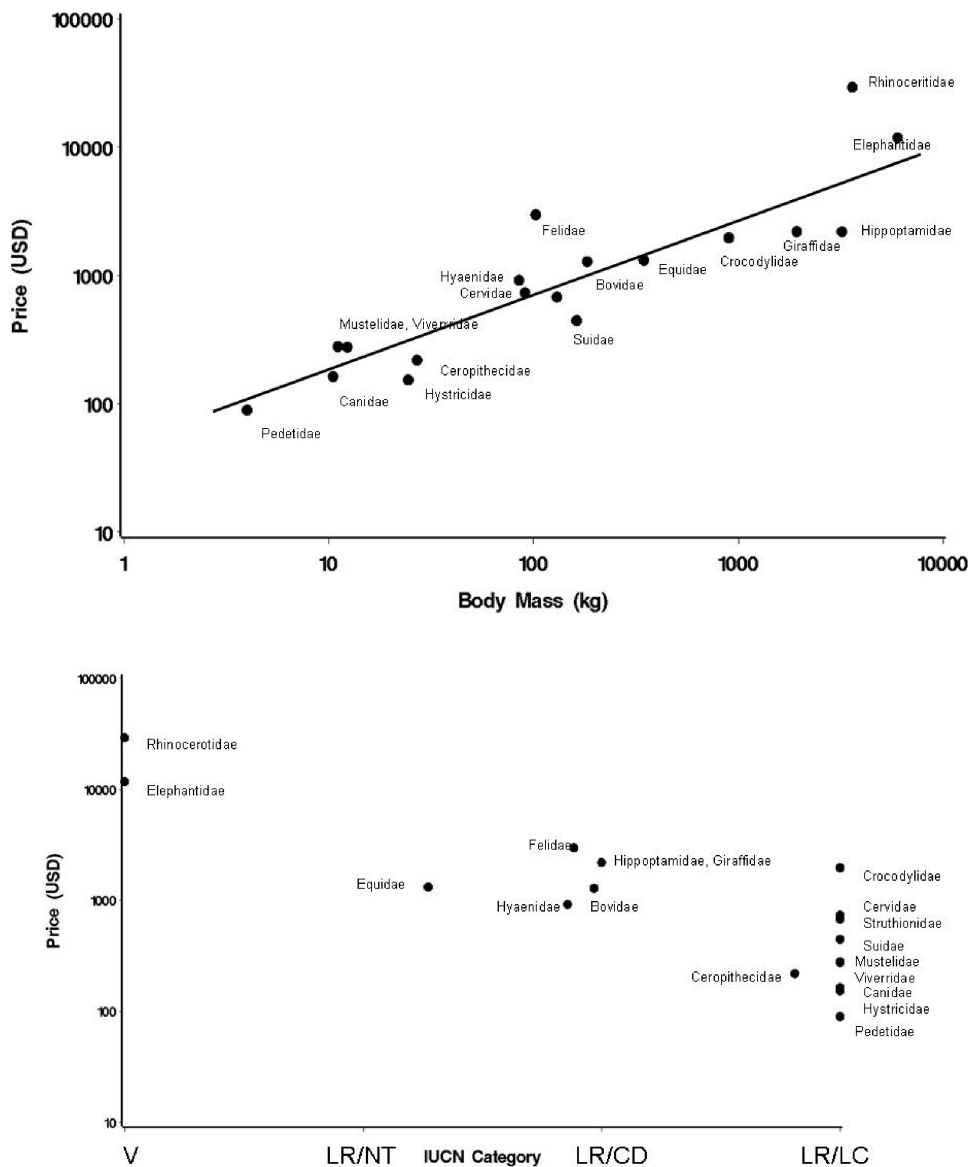 100000
Rhinoceritidae
10000
Elephantidae
Price (USD)
Felidae
Hippoptamidae
Giraffidae
1000
Hyaenidae
Equidae
Crocodylidae
Cervidae
Bovidae
Mustelidae, Viverridae
Suidae
Ceropithecidae
Hystricidae
100
Canidae
Pedetidae
10
1 10 100 1000 10000
Body Mass (kg)
100000
Rhinocerotidae
10000
Elephantidae
Price (USD)
Felidae
Hippoptamidae, Giraffidae
Crocodylidae
Equidae
1000
Hyaenidae
Bovidae
Cervidae
Struthionidae
Suidae
Mustelidae
Ceropithecidae
Viverridae
Canidae
100
Hystricidae
Pedetidae
10
V LR/NT IUCN Category LR/CD LR/LC